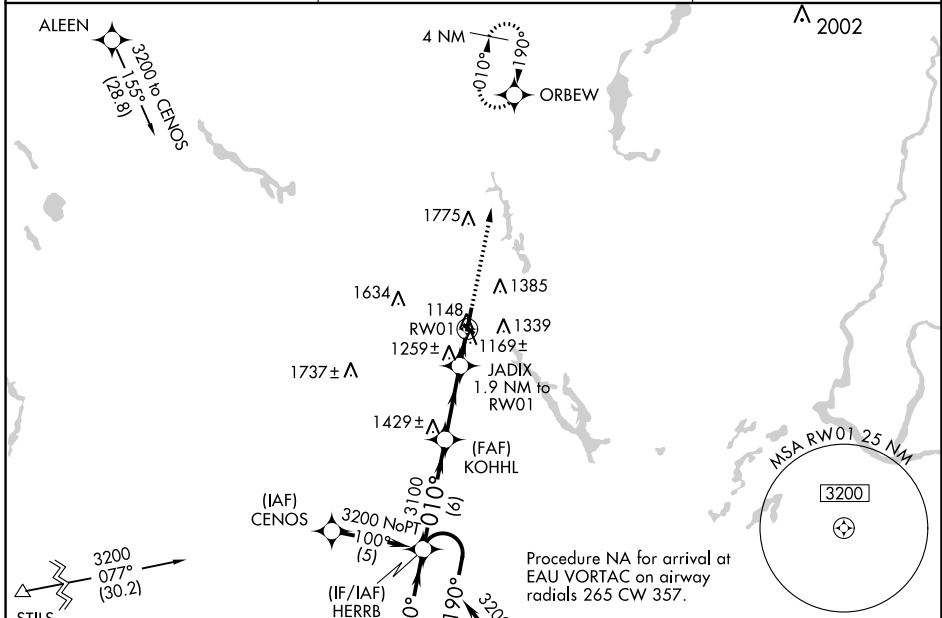 ALEEN
3200 to CENOS
155°
(28.8)
4 NM
010°
190°
ORBEW
2002
1775
1634
1385
1148
RW01
1339
1259±
1169±
JADIX
1.9 NM to
RW01
1737±
1429±
(FAF)
KOHHL
3100
010°
(6)
(IAF)
CENOS
3200 NoPT
100°
(5)
(IF/IAF)
HERRB
190°
3200
077°
(30.2)
Procedure NA for arrival at
EAU VORTAC on airway
radials 265 CW 357.
MSA RW01 25 NM
3200